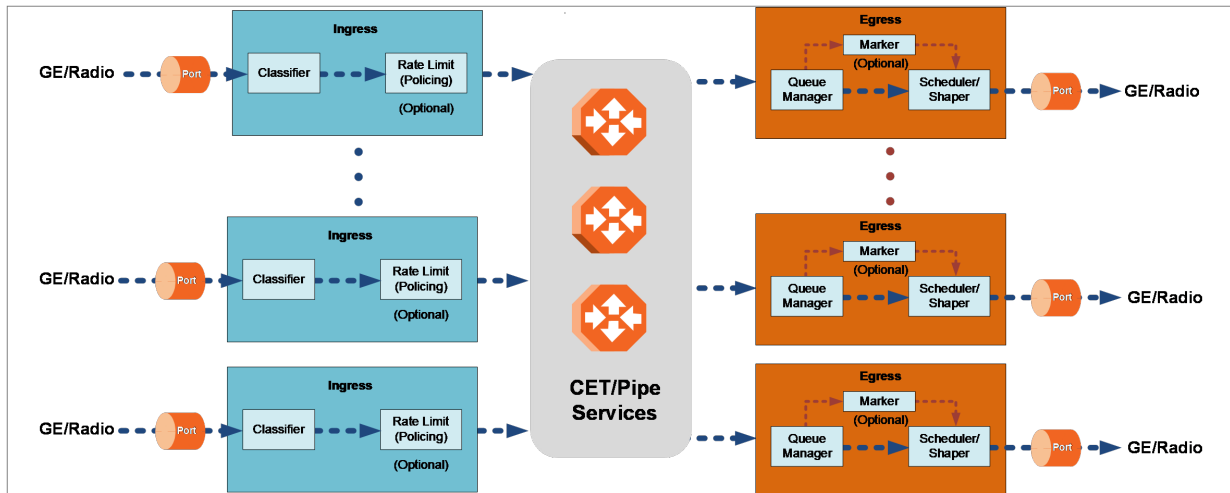 Ingress
GE/Radio
Port
Classifier
Rate Limit
(Policing)
(Optional)
Egress
Marker
(Optional)
Queue
Manager
Scheduler/
Shaper
Port
GE/Radio
Ingress
GE/Radio
Port
Classifier
Rate Limit
(Policing)
(Optional)
Egress
Marker
(Optional)
Queue
Manager
Scheduler/
Shaper
Port
GE/Radio
CET/Pipe
Services
Ingress
GE/Radio
Port
Classifier
Rate Limit
(Policing)
(Optional)
Egress
Marker
(Optional)
Queue
Manager
Scheduler/
Shaper
Port
GE/Radio